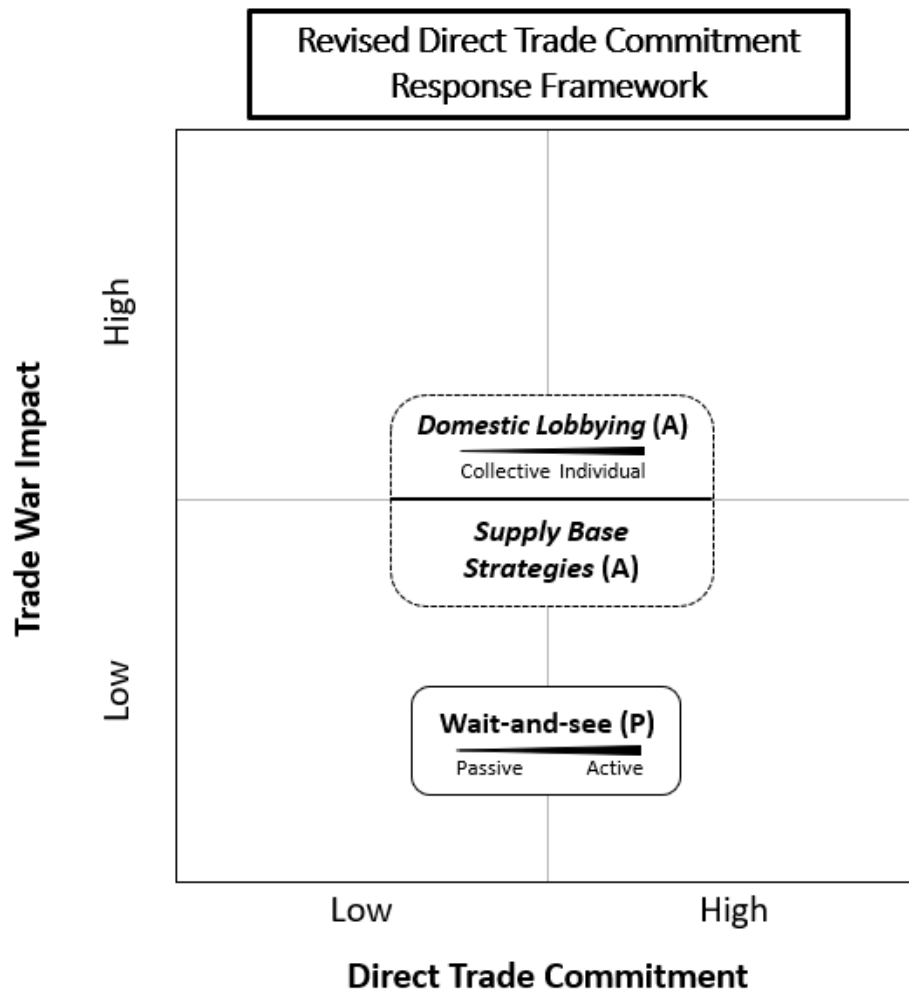 Revised Direct Trade Commitment
Response Framework
High
Trade War Impact
Low
Domestic Lobbying (A)
Collective Individual
Supply Base
Strategies (A)
Wait-and-see (P)
Passive Active
Low High
Direct Trade Commitment